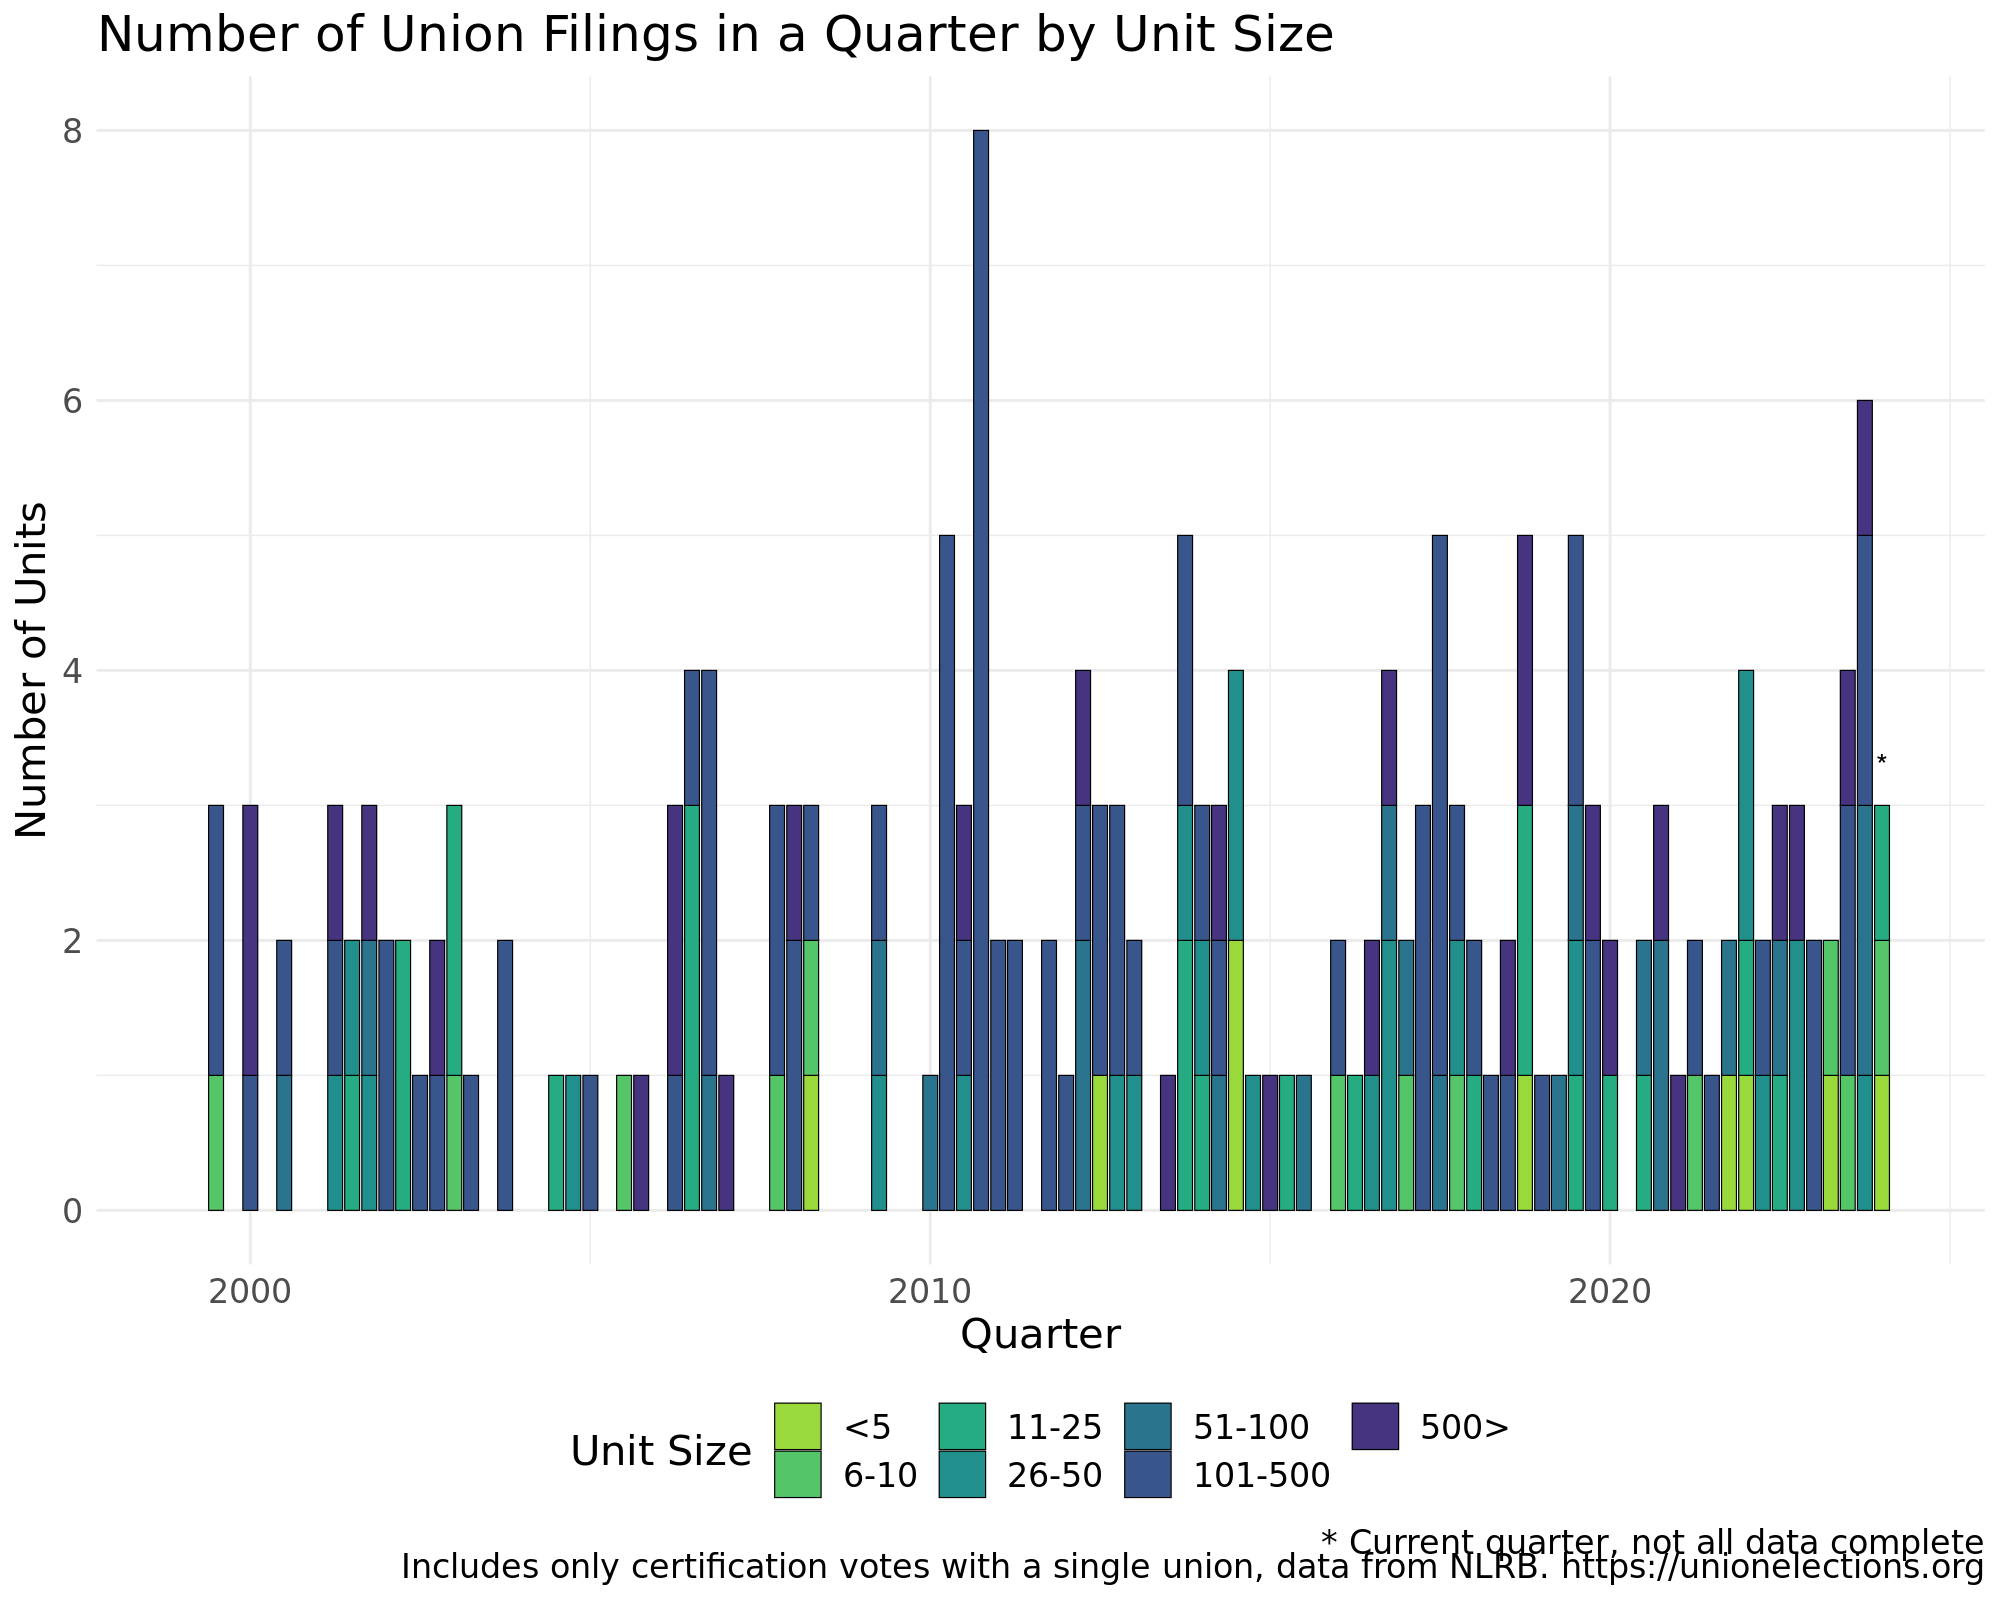 Number of Union Filings in a Quarter by Unit Size
Number of Units
8
6
4
2
0
*
2000 2010 2020
Quarter
Unit Size
<5 11-25 51-100 500>
6-10 26-50 101-500
* Current quarter, not all data complete
Includes only certification votes with a single union, data from NLRB. https://unionelections.org